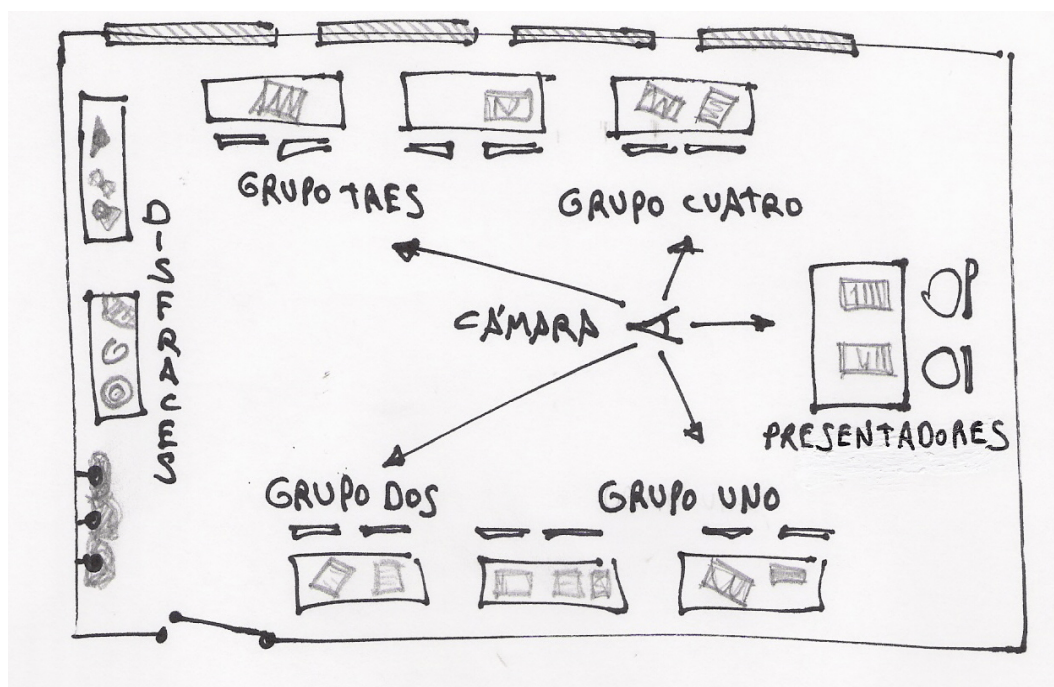 GRUPO TRES
GRUPO CUATRO
DISFRACES
CÁMARA
PRESENTADORES
GRUPO DOS
GRUPO UNO